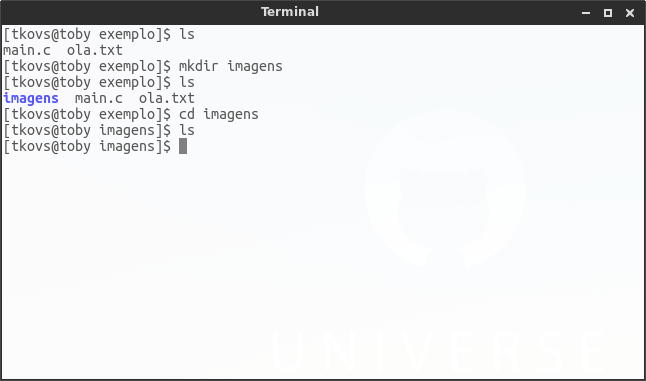 Terminal
[tkovs@toby exemplo]$ ls
main.c  ola.txt
[tkovs@toby exemplo]$ mkdir imagens
[tkovs@toby exemplo]$ ls
imagens  main.c  ola.txt
[tkovs@toby exemplo]$ cd imagens
[tkovs@toby imagens]$ ls
[tkovs@toby imagens]$
UNIVERSE